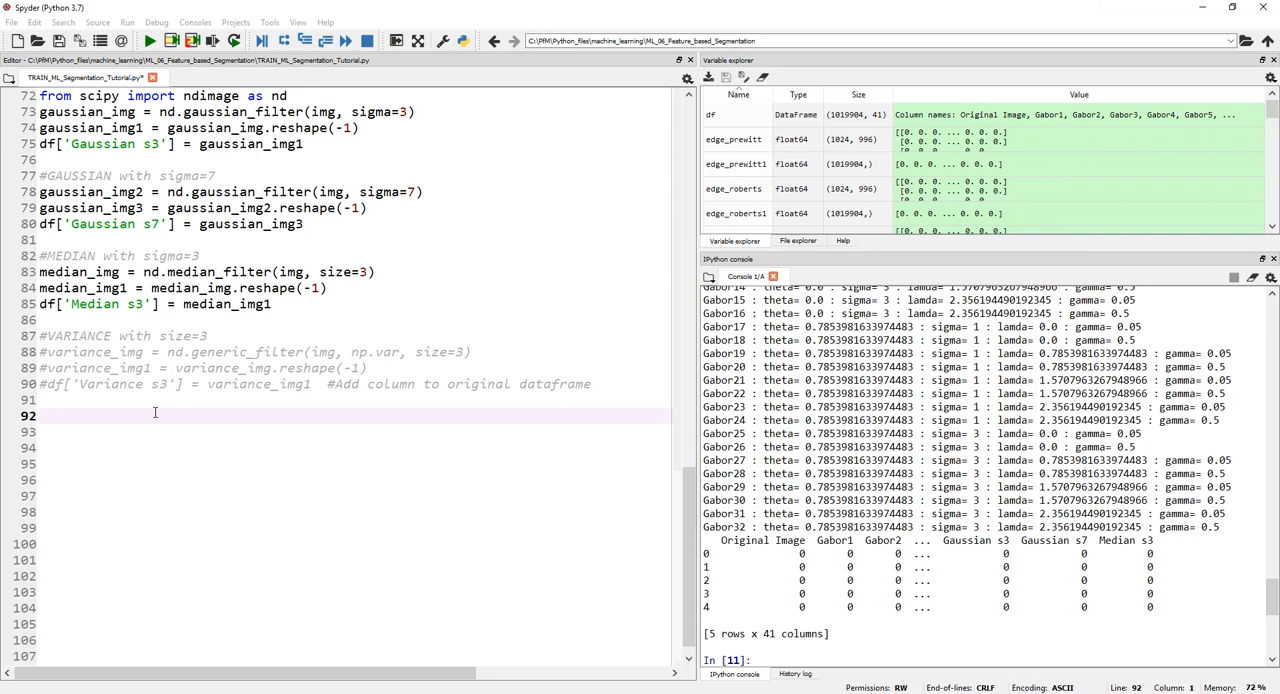 Spyder (Python 3.7)
File Edit Search Source Run Debug Consoles Projects Tools View Help
C:\PfM\Python_files\machine_learning\ML_06_Feature_based_Segmentation
Editor - C:\PfM\Python_files\machine_learning\ML_06_Feature_based_Segmentation\TRAIN_ML_Segmentation_Tutorial.py
TRAIN_ML_Segmentation_Tutorial.py*
72 from scipy import ndimage as nd
73 gaussian_img = nd.gaussian_filter(img, sigma=3)
74 gaussian_img1 = gaussian_img.reshape(-1)
75 df['Gaussian s3'] = gaussian_img1
76
77 #GAUSSIAN with sigma=7
78 gaussian_img2 = nd.gaussian_filter(img, sigma=7)
79 gaussian_img3 = gaussian_img2.reshape(-1)
80 df['Gaussian s7'] = gaussian_img3
81
82 #MEDIAN with sigma=3
83 median_img = nd.median_filter(img, size=3)
84 median_img1 = median_img.reshape(-1)
85 df['Median s3'] = median_img1
86
87 #VARIANCE with size=3
88 #variance_img = nd.generic_filter(img, np.var, size=3)
89 #variance_img1 = variance_img.reshape(-1)
90 #df['Variance s3'] = variance_img1  #Add column to original dataframe
91
92
93
94
95
96
97
98
99
100
101
102
103
104
105
106
107
Variable explorer
Name Type Size Value
df DataFrame (1019904, 41) Column names: Original Image, Gabor1, Gabor2, Gabor3, Gabor4, Gabor5, ...
edge_prewitt float64 (1024, 996) [[0. 0. 0. ... 0. 0. 0.]
[0. 0. 0. ... 0. 0. 0.]
edge_prewitt1 float64 (1019904,) [0. 0. 0. ... 0. 0. 0.]
edge_roberts float64 (1024, 996) [[0. 0. 0. ... 0. 0. 0.]
[0. 0. 0. ... 0. 0. 0.]
edge_roberts1 float64 (1019904,) [0. 0. 0. ... 0. 0. 0.]
Variable explorer File explorer Help
IPython console
Console 1/A
Gabor14 : theta= 0.0 : sigma= 3 : lamda= 1.5707963267948966 : gamma= 0.5
Gabor15 : theta= 0.0 : sigma= 3 : lamda= 2.356194490192345 : gamma= 0.05
Gabor16 : theta= 0.0 : sigma= 3 : lamda= 2.356194490192345 : gamma= 0.5
Gabor17 : theta= 0.7853981633974483 : sigma= 1 : lamda= 0.0 : gamma= 0.05
Gabor18 : theta= 0.7853981633974483 : sigma= 1 : lamda= 0.0 : gamma= 0.5
Gabor19 : theta= 0.7853981633974483 : sigma= 1 : lamda= 0.7853981633974483 : gamma= 0.05
Gabor20 : theta= 0.7853981633974483 : sigma= 1 : lamda= 0.7853981633974483 : gamma= 0.5
Gabor21 : theta= 0.7853981633974483 : sigma= 1 : lamda= 1.5707963267948966 : gamma= 0.05
Gabor22 : theta= 0.7853981633974483 : sigma= 1 : lamda= 1.5707963267948966 : gamma= 0.5
Gabor23 : theta= 0.7853981633974483 : sigma= 1 : lamda= 2.356194490192345 : gamma= 0.05
Gabor24 : theta= 0.7853981633974483 : sigma= 1 : lamda= 2.356194490192345 : gamma= 0.5
Gabor25 : theta= 0.7853981633974483 : sigma= 3 : lamda= 0.0 : gamma= 0.05
Gabor26 : theta= 0.7853981633974483 : sigma= 3 : lamda= 0.0 : gamma= 0.5
Gabor27 : theta= 0.7853981633974483 : sigma= 3 : lamda= 0.7853981633974483 : gamma= 0.05
Gabor28 : theta= 0.7853981633974483 : sigma= 3 : lamda= 0.7853981633974483 : gamma= 0.5
Gabor29 : theta= 0.7853981633974483 : sigma= 3 : lamda= 1.5707963267948966 : gamma= 0.05
Gabor30 : theta= 0.7853981633974483 : sigma= 3 : lamda= 1.5707963267948966 : gamma= 0.5
Gabor31 : theta= 0.7853981633974483 : sigma= 3 : lamda= 2.356194490192345 : gamma= 0.05
Gabor32 : theta= 0.7853981633974483 : sigma= 3 : lamda= 2.356194490192345 : gamma= 0.5
Original Image Gabor1 Gabor2 ... Gaussian s3 Gaussian s7 Median s3
0 0 0 0 ... 0 0 0
1 0 0 0 ... 0 0 0
2 0 0 0 ... 0 0 0
3 0 0 0 ... 0 0 0
4 0 0 0 ... 0 0 0
[5 rows x 41 columns]
In [11]:
IPython console History log
Permissions: RW End-of-lines: CRLF Encoding: ASCII Line: 92 Column: 1 Memory: 72 %